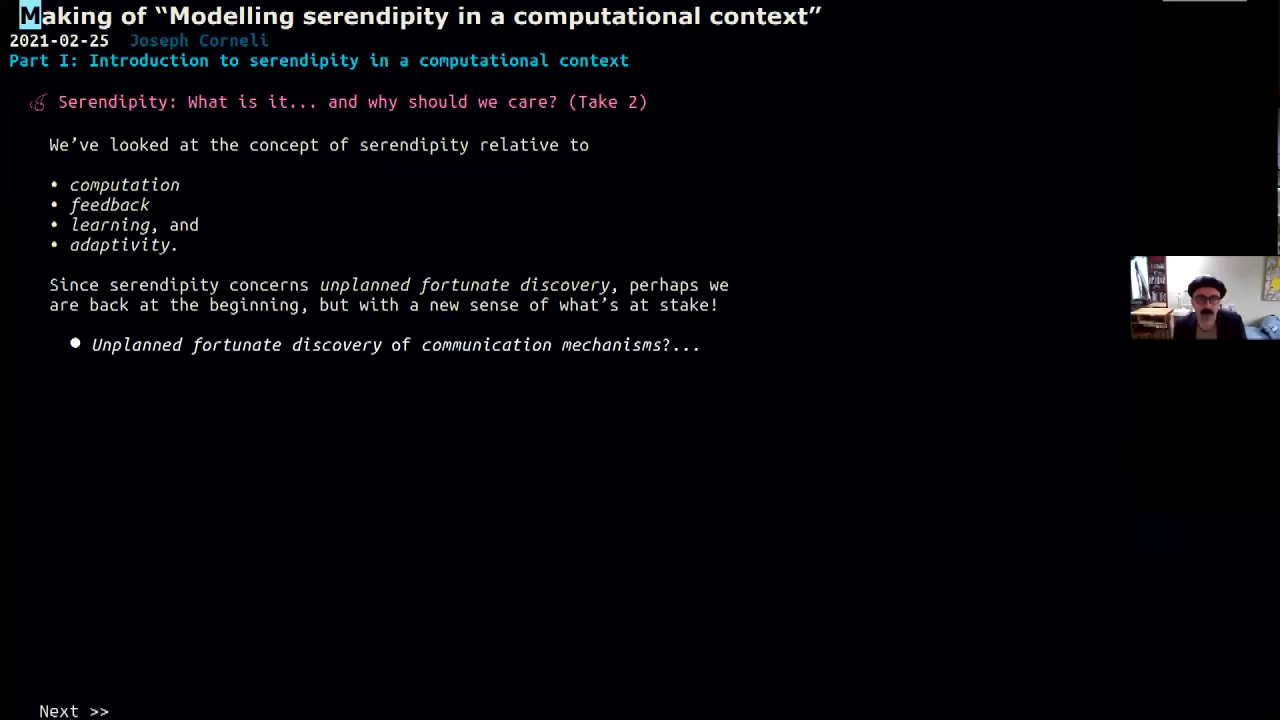 Making of “Modelling serendipity in a computational context”
2021-02-25 Joseph Corneli
Part I: Introduction to serendipity in a computational context
Serendipity: What is it... and why should we care? (Take 2)
We’ve looked at the concept of serendipity relative to
• computation
• feedback
• learning, and
• adaptivity.
Since serendipity concerns unplanned fortunate discovery, perhaps we
are back at the beginning, but with a new sense of what’s at stake!
● Unplanned fortunate discovery of communication mechanisms?...
Next >>